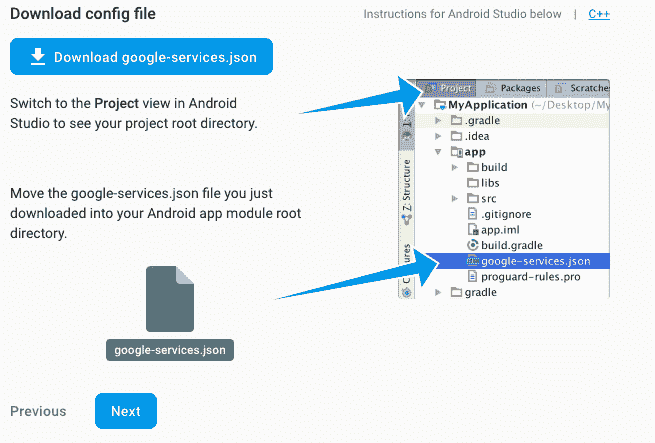 Download config file
Instructions for Android Studio below | C++
Download google-services.json
Switch to the Project view in Android
Studio to see your project root directory.
Move the google-services.json file you just
downloaded into your Android app module root
directory.
google-services.json
Project Packages Scratches
MyApplication (~/Desktop/My
.gradle
.idea
app
build
libs
src
.gitignore
app.iml
build.gradle
google-services.json
proguard-rules.pro
gradle
Z: Structure
ures
Previous
Next